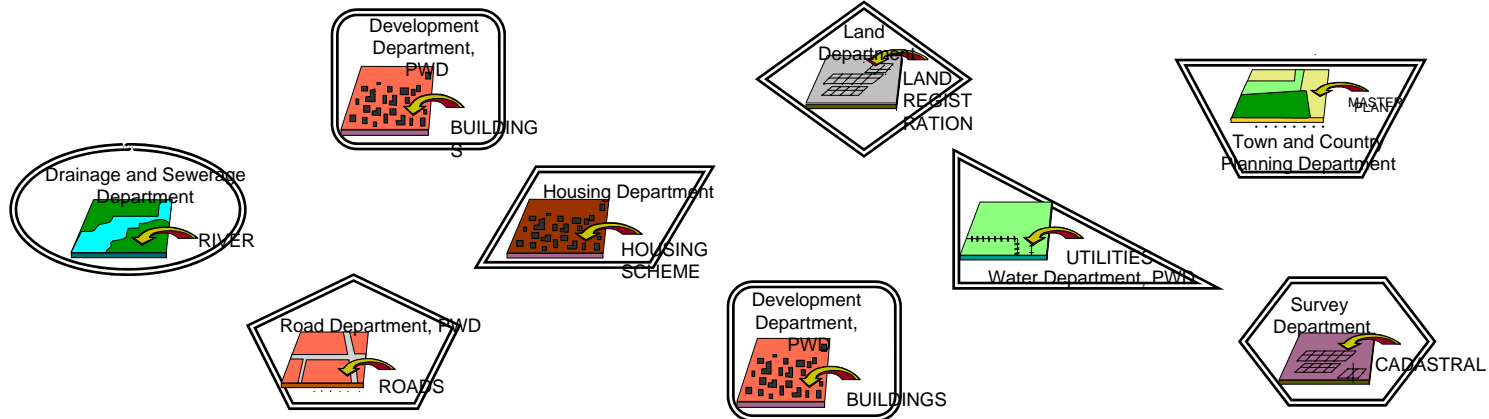 Development
Department,
PWD
BUILDING
S
Land
Department
LAND
REGIST
RATION
MASTER
PLAN
Town and Country
Planning Department
Drainage and Sewerage
Department
RIVER
Housing Department
HOUSING
SCHEME
UTILITIES
Water Department, PWD
Road Department, PWD
ROADS
Development
Department,
PWD
BUILDINGS
Survey
Department
CADASTRAL